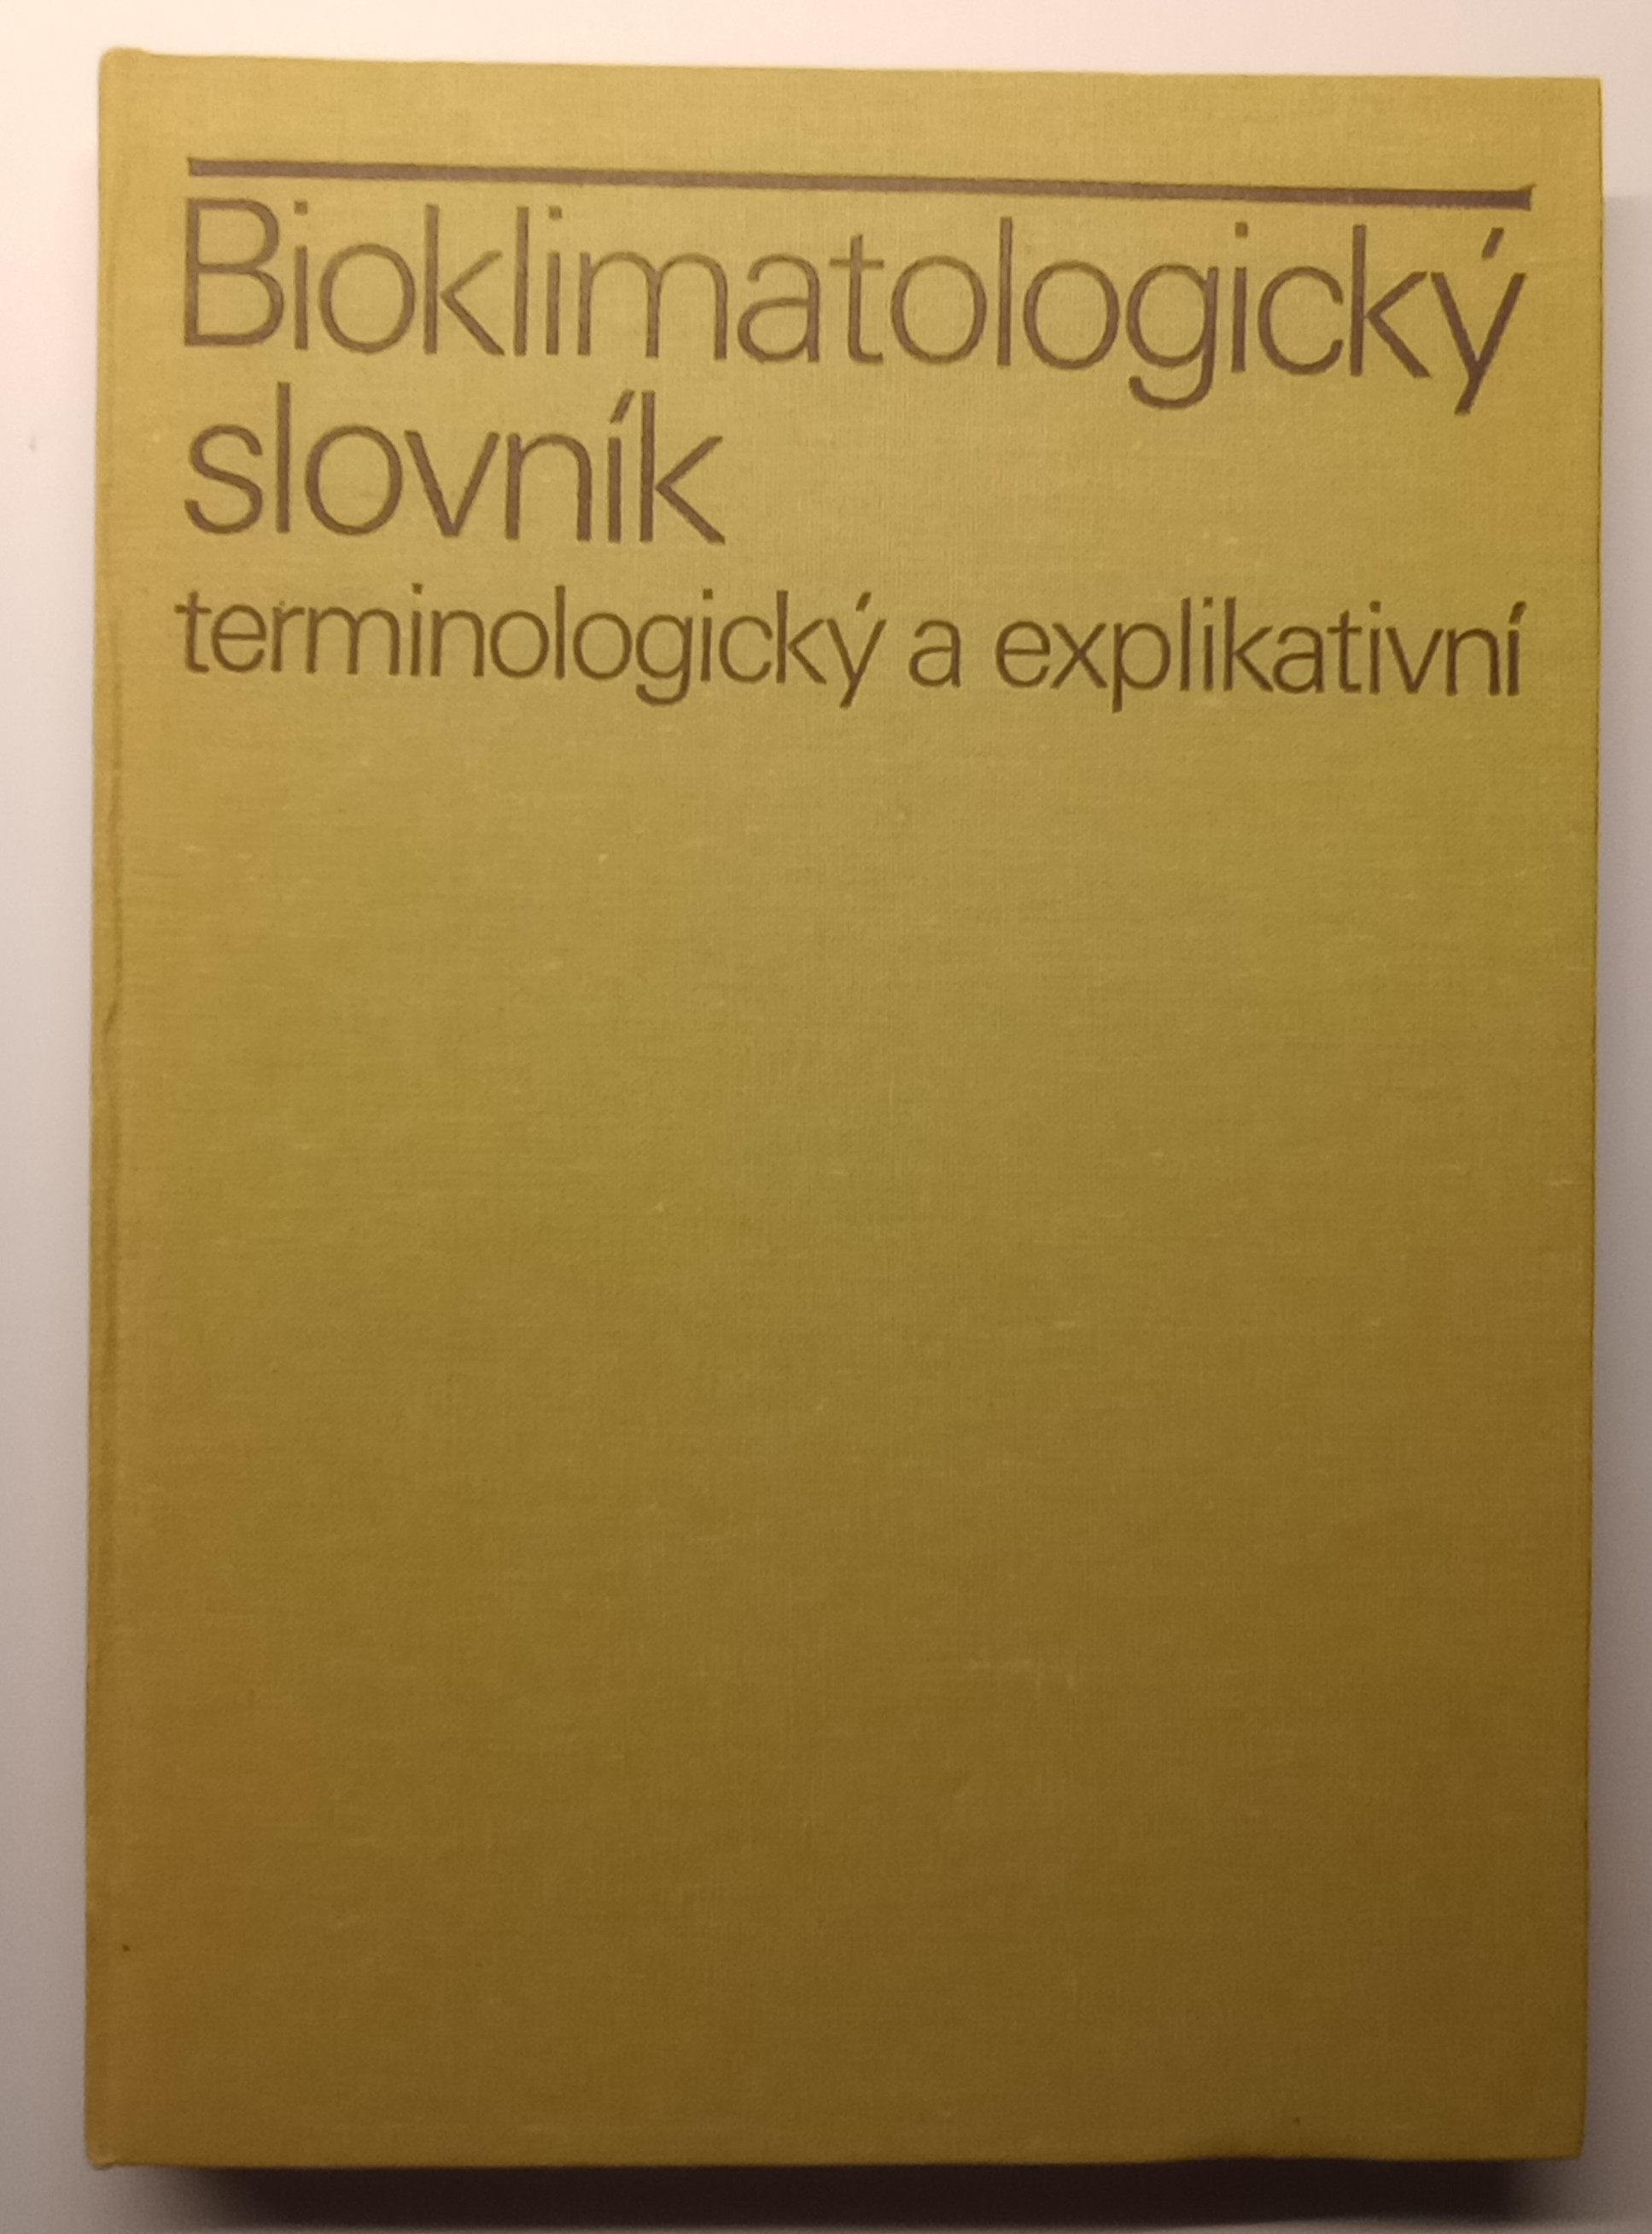 Bioklimatologický
slovník
terminologický a explikativní